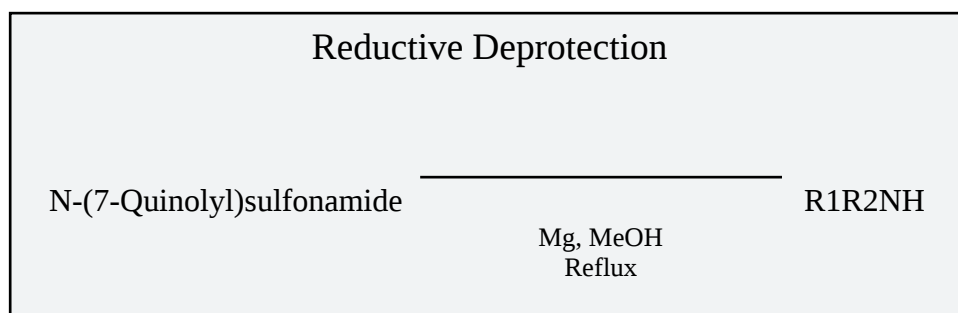 Reductive Deprotection
N-(7-Quinolyl)sulfonamide
R1R2NH
Mg, MeOH
Reflux